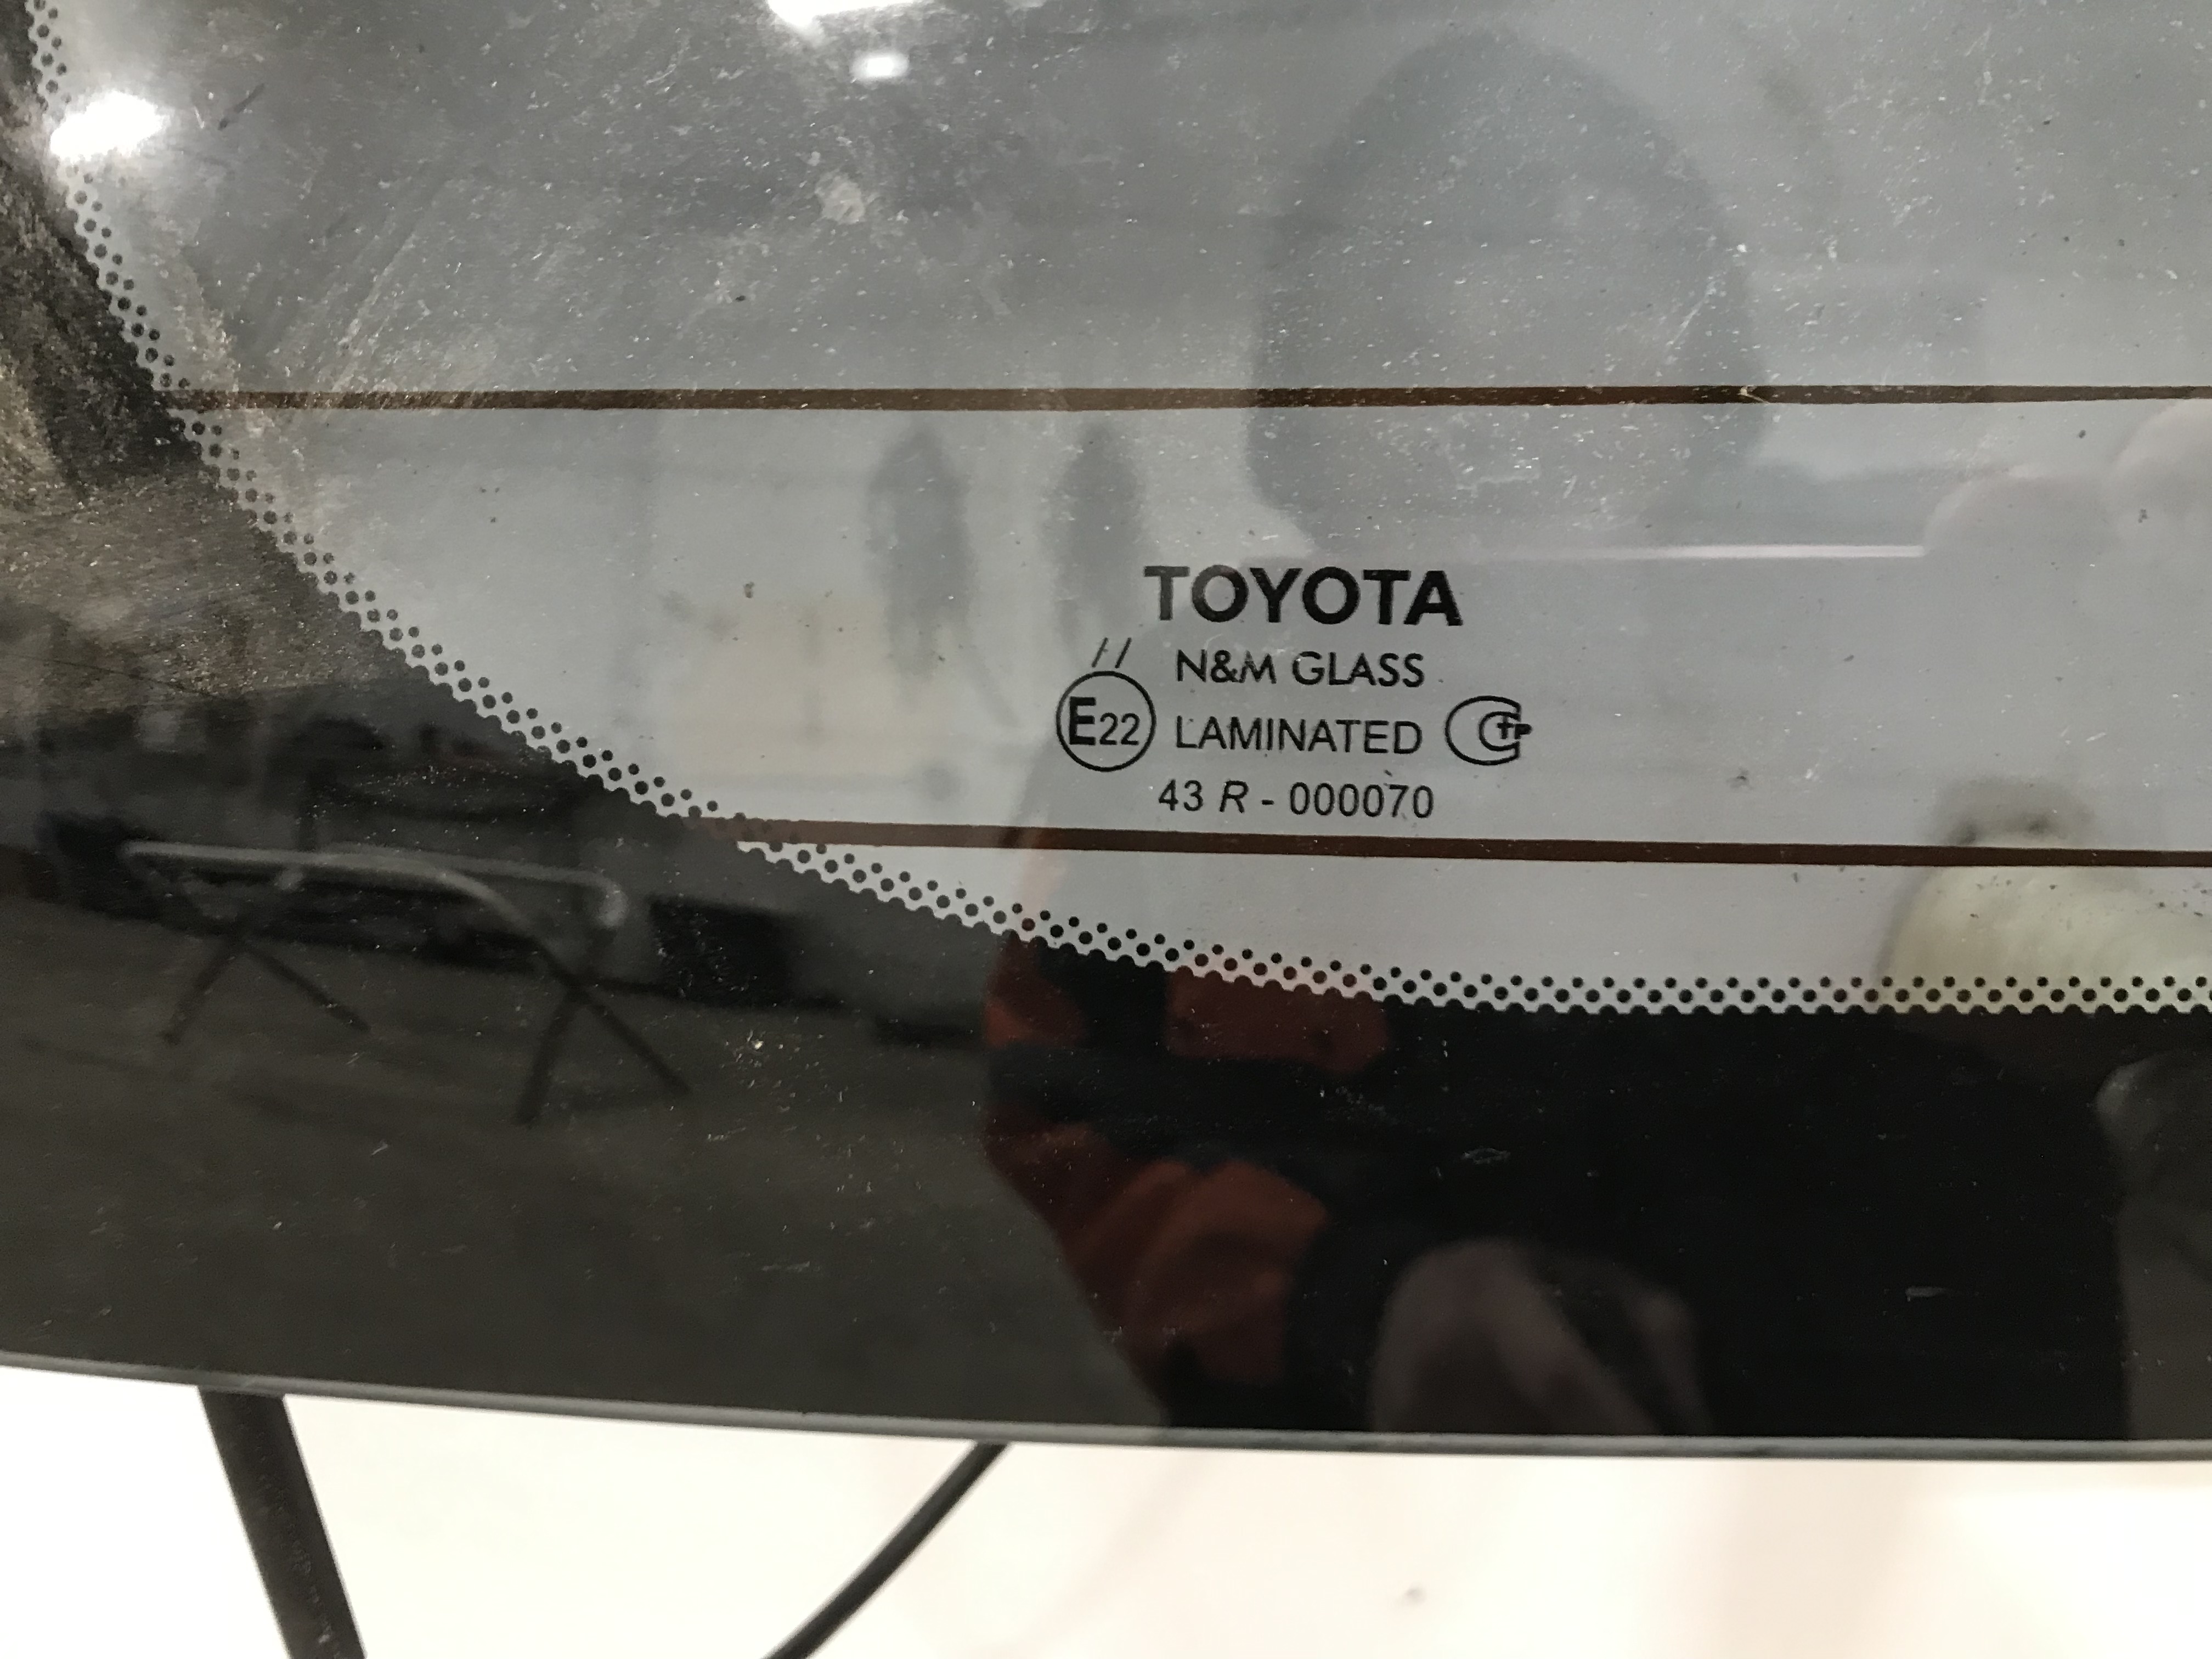 TOYOTA
// N&M GLASS
E22 LAMINATED
43 R - 000070